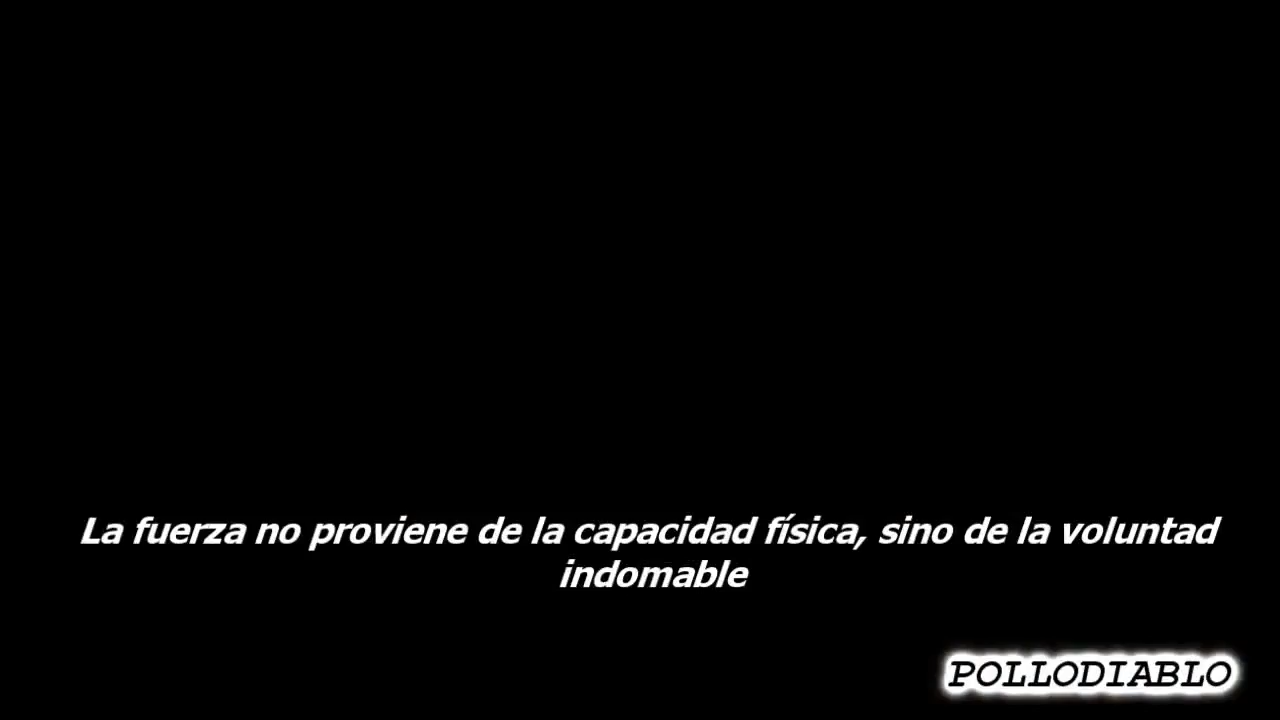 La fuerza no proviene de la capacidad física, sino de la voluntad
indomable
POLLODIABLO